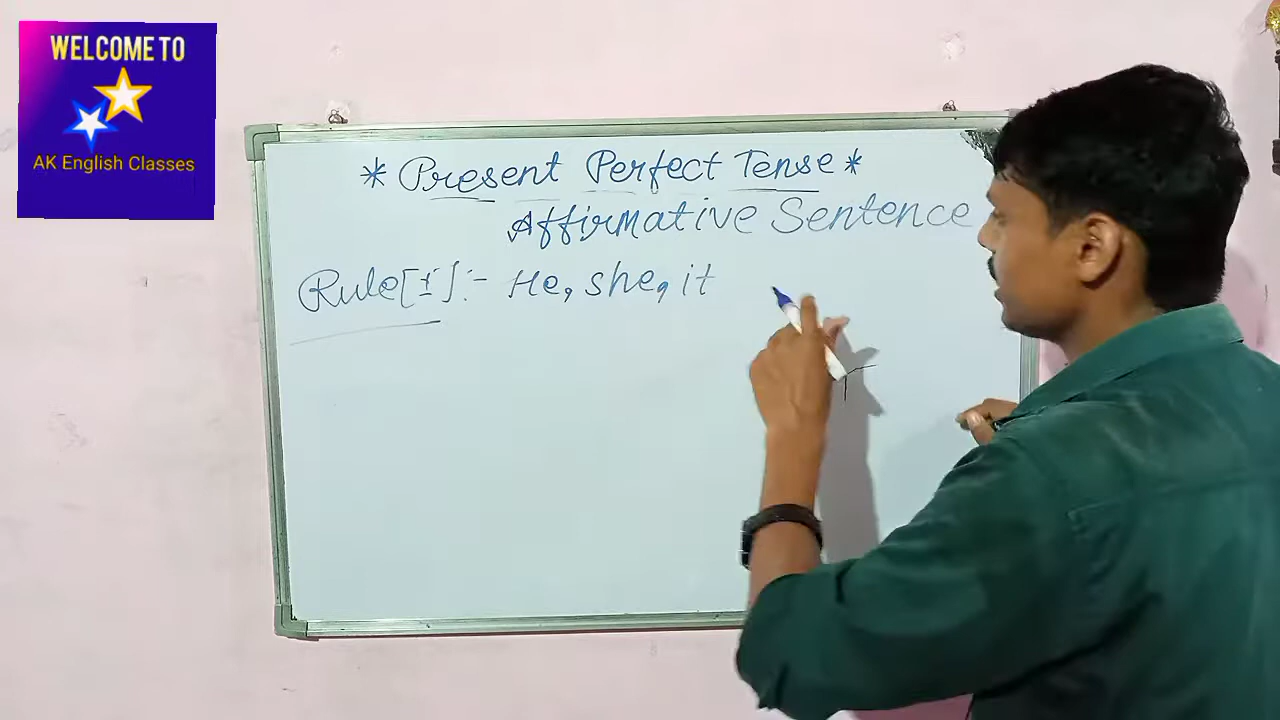 WELCOME TO
AK English Classes
* Present Perfect Tense *
Affirmative Sentence
Rule[1]:- He, she, it